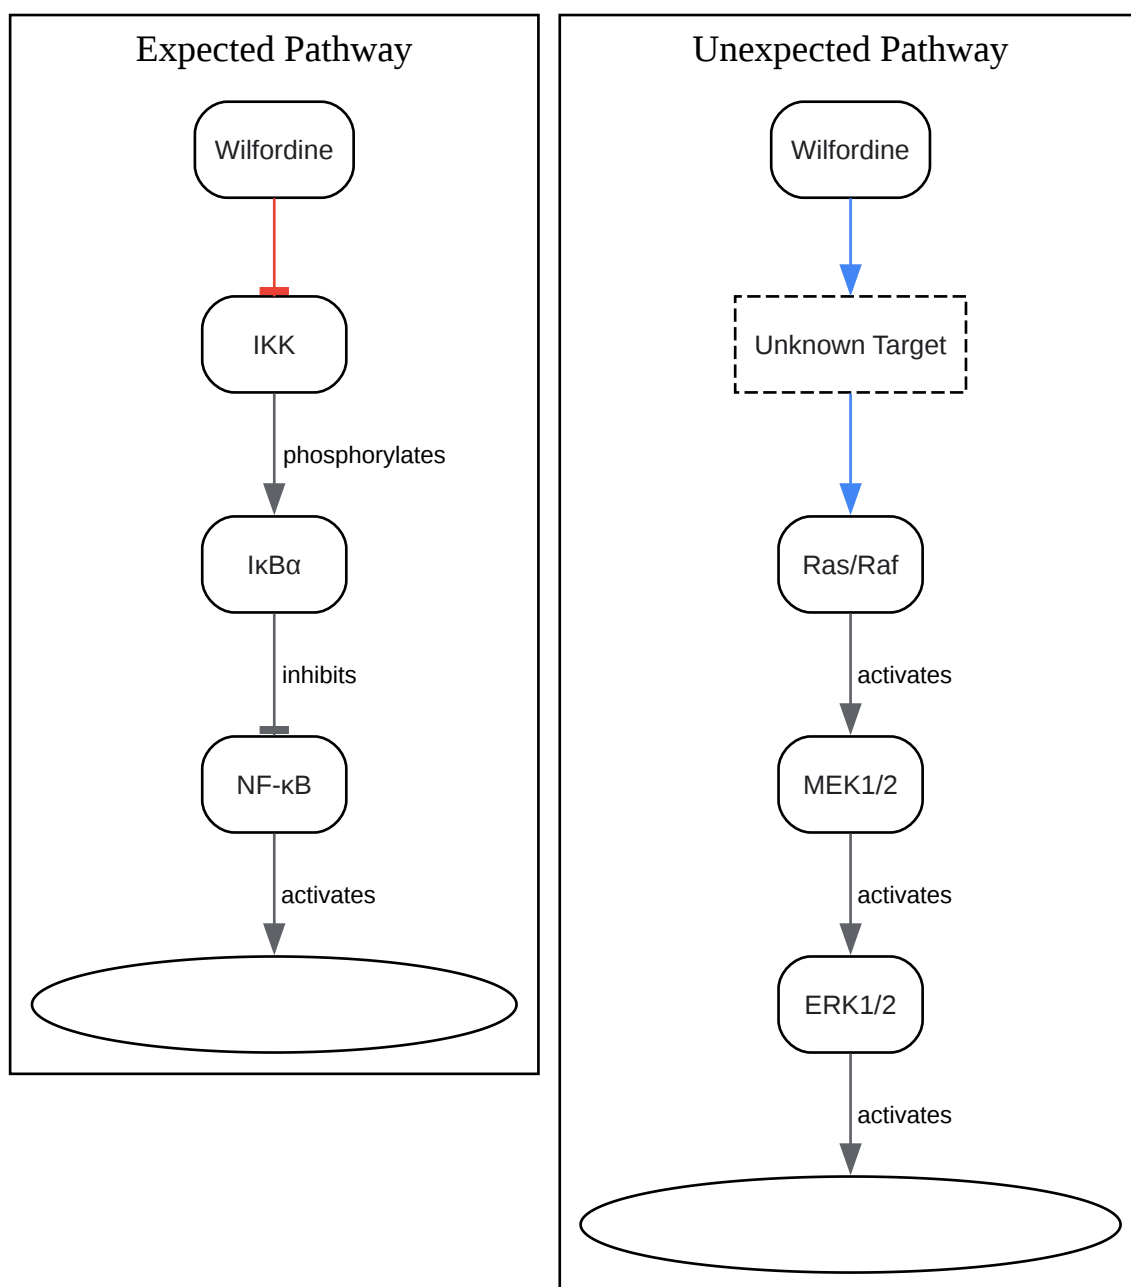 Expected Pathway
Wilfordine
IKK
phosphorylates
IκBα
inhibits
NF-κB
activates
Unexpected Pathway
Wilfordine
Unknown Target
Ras/Raf
activates
MEK1/2
activates
ERK1/2
activates